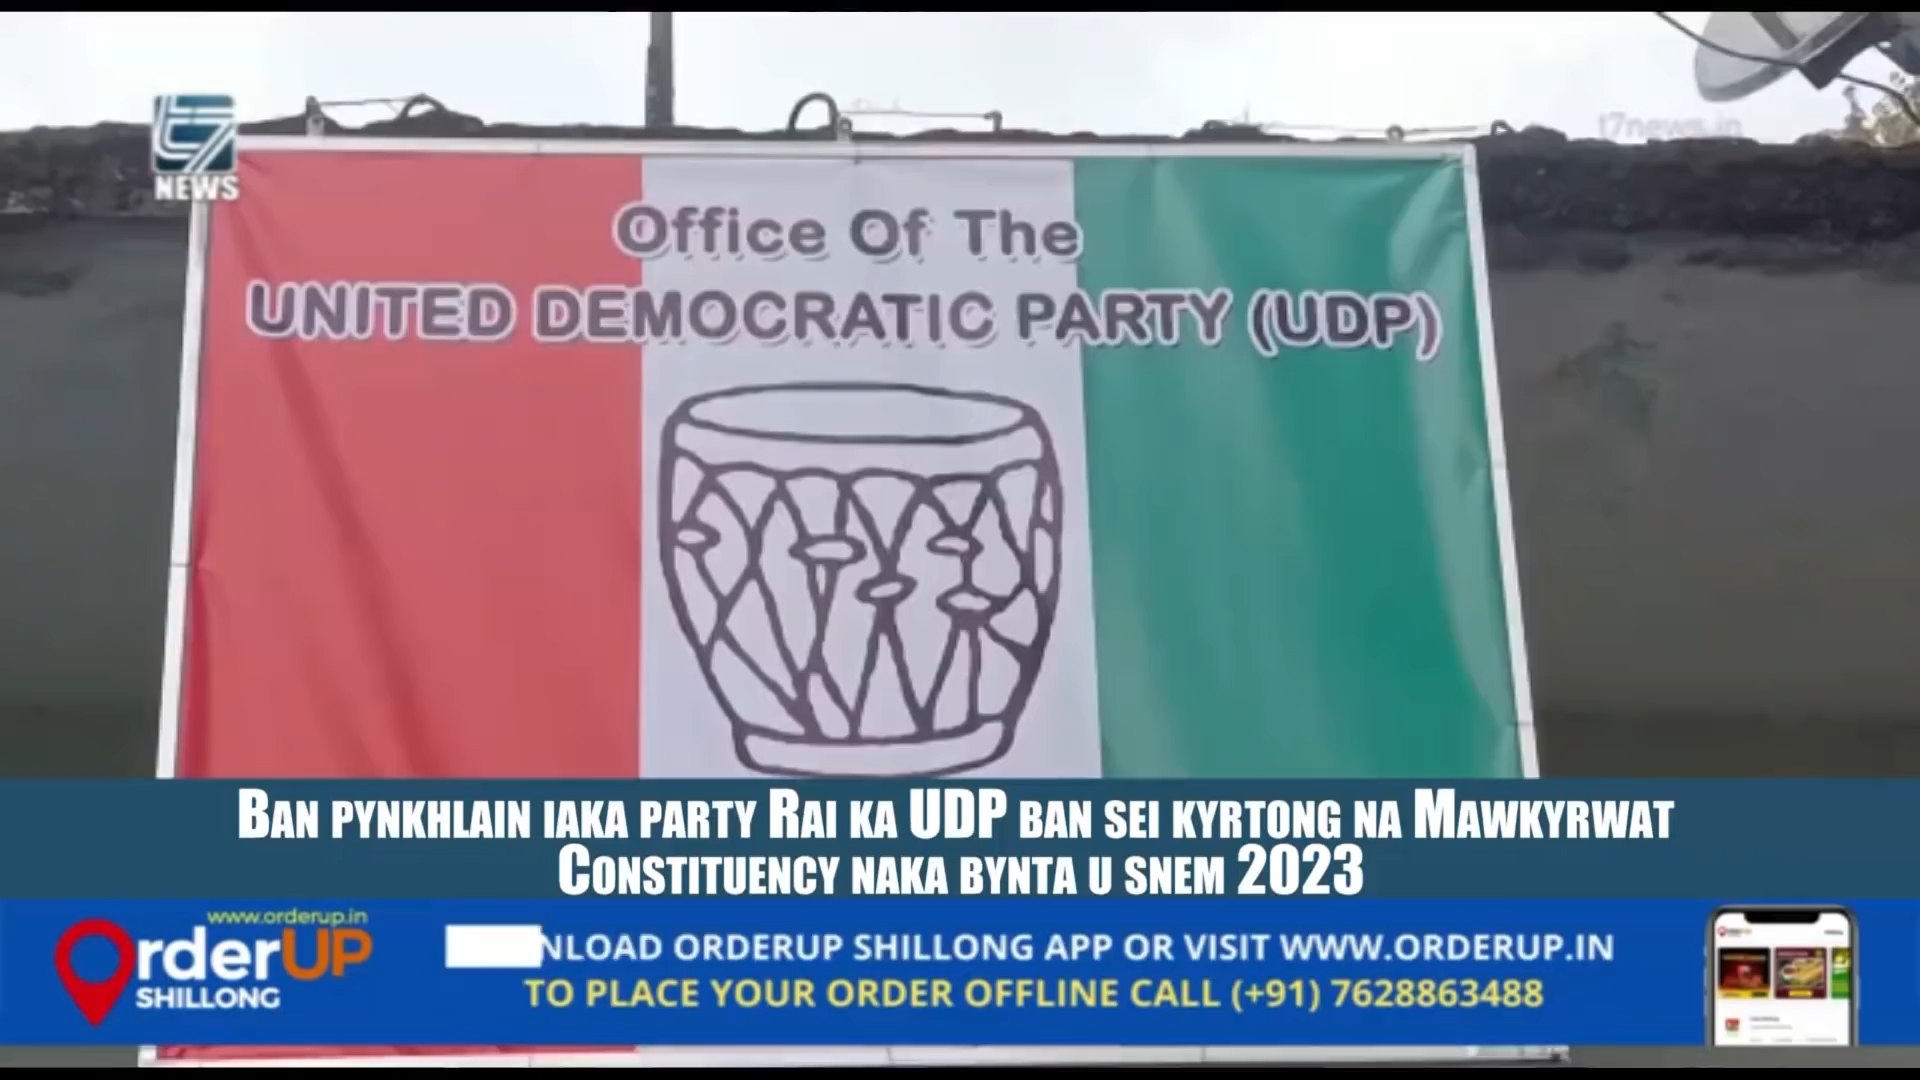 t7
NEWS
t7news.in
Office Of The
UNITED DEMOCRATIC PARTY (UDP)
BAN PYNKHLAIN IAKA PARTY RAI KA UDP BAN SEI KYRTONG NA MAWKYRWAT
CONSTITUENCY NAKA BYNTA U SNEM 2023
www.orderup.in
OrderUP
SHILLONG
NLOAD ORDERUP SHILLONG APP OR VISIT WWW.ORDERUP.IN
TO PLACE YOUR ORDER OFFLINE CALL (+91) 7628863488